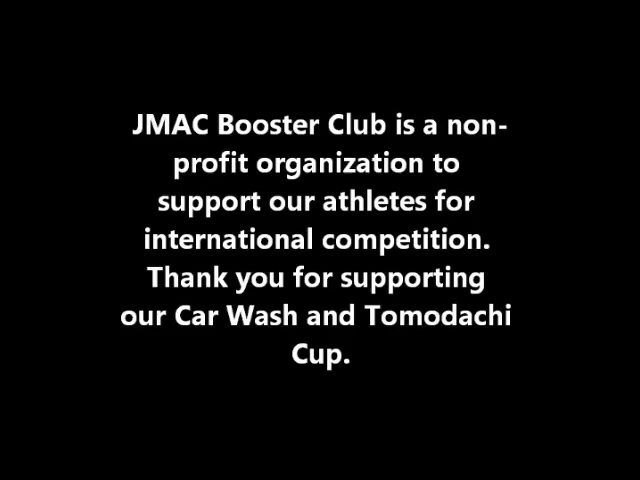 JMAC Booster Club is a non-
profit organization to
support our athletes for
international competition.
Thank you for supporting
our Car Wash and Tomodachi
Cup.